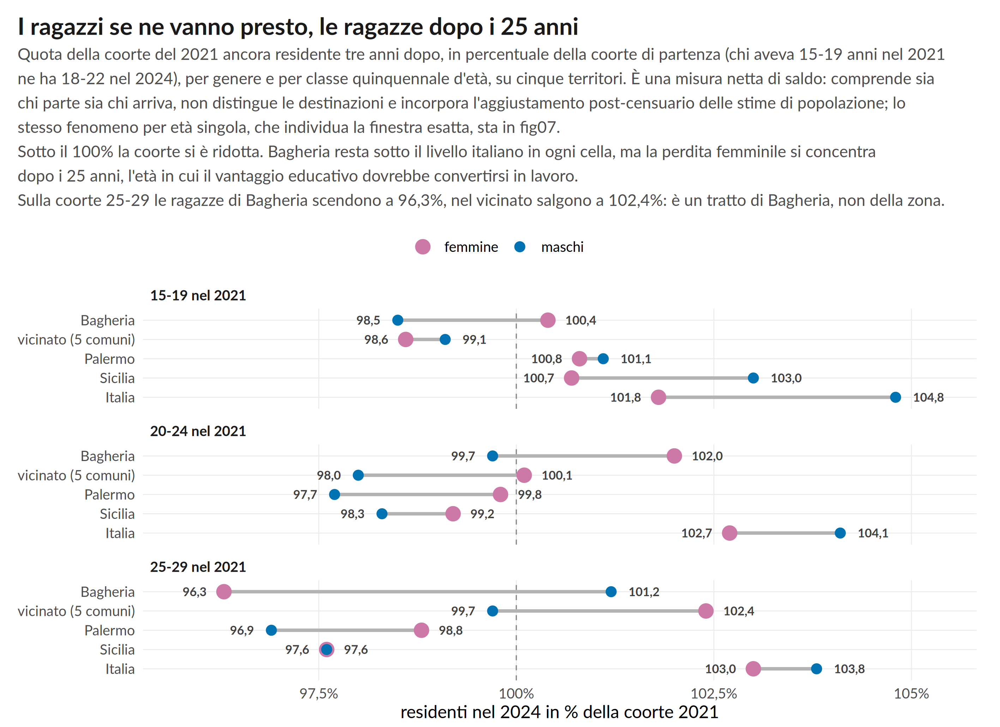 I ragazzi se ne vanno presto, le ragazze dopo i 25 anni
Quota della coorte del 2021 ancora residente tre anni dopo, in percentuale della coorte di partenza (chi aveva 15-19 anni nel 2021
ne ha 18-22 nel 2024), per genere e per classe quinquennale d'età, su cinque territori. È una misura netta di saldo: comprende sia
chi parte sia chi arriva, non distingue le destinazioni e incorpora l'aggiustamento post-censuario delle stime di popolazione; lo
stesso fenomeno per età singola, che individua la finestra esatta, sta in fig07.
Sotto il 100% la coorte si è ridotta. Bagheria resta sotto il livello italiano in ogni cella, ma la perdita femminile si concentra
dopo i 25 anni, l'età in cui il vantaggio educativo dovrebbe convertirsi in lavoro.
Sulla coorte 25-29 le ragazze di Bagheria scendono a 96,3%, nel vicinato salgono a 102,4%: è un tratto di Bagheria, non della zona.
femmine maschi
15-19 nel 2021
Bagheria 98,5 100,4
vicinato (5 comuni) 98,6 99,1
Palermo 100,8 101,1
Sicilia 100,7 103,0
Italia 101,8 104,8
20-24 nel 2021
Bagheria 99,7 102,0
vicinato (5 comuni) 98,0 100,1
Palermo 97,7 99,8
Sicilia 98,3 99,2
Italia 102,7 104,1
25-29 nel 2021
Bagheria 96,3 101,2
vicinato (5 comuni) 99,7 102,4
Palermo 96,9 98,8
Sicilia 97,6 97,6
Italia 103,0 103,8
97,5% 100% 102,5% 105%
residenti nel 2024 in % della coorte 2021